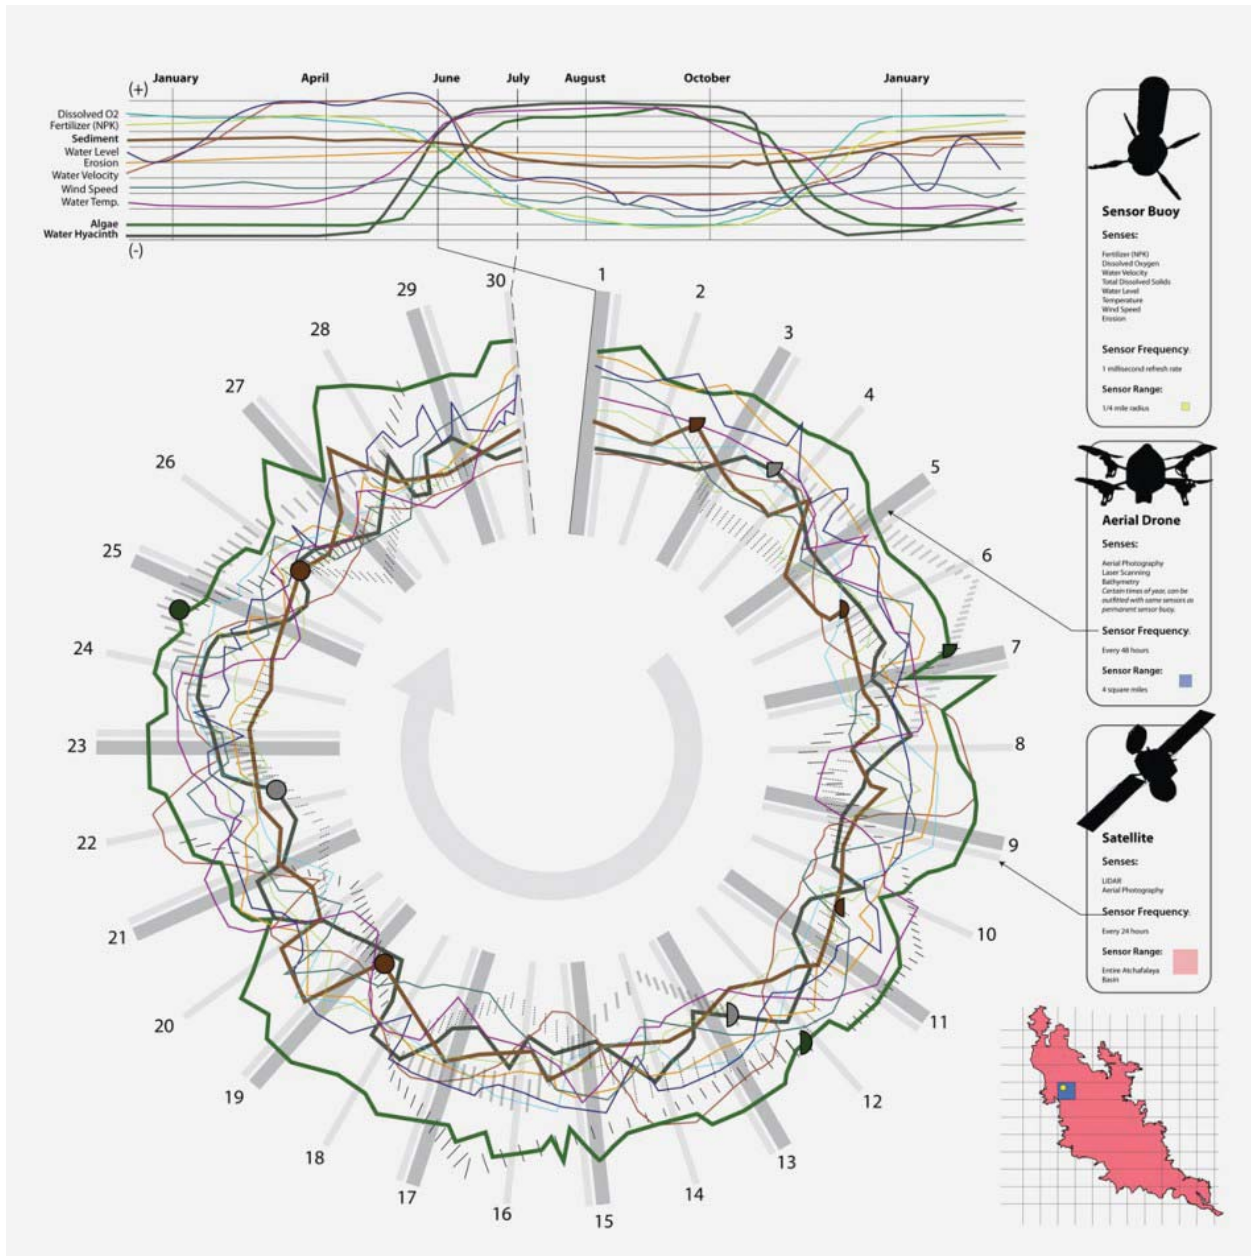 January April June July August October January
(+)
Dissolved O2
Fertilizer (NPK)
Sediment
Water Level
Erosion
Water Velocity
Wind Speed
Water Temp.
Algae
Water Hyacinth
(-)
1
2
3
4
5
6
7
8
9
10
11
12
13
14
15
16
17
18
19
20
21
22
23
24
25
26
27
28
29
30
Sensor Buoy
Senses:
Fertilizer (NPK)
Dissolved Oxygen
Water Velocity
Total Dissolved Solids
Water Level
Temperature
Wind Speed
Erosion
Sensor Frequency:
1 millisecond refresh rate
Sensor Range:
1/4 mile radius
Aerial Drone
Senses:
Aerial Photography
Laser Scanning
Bathymetry
Certain times of year, can be
outfitted with same sensors as
permanent sensor buoy.
Sensor Frequency:
Every 48 hours
Sensor Range:
4 square miles
Satellite
Senses:
LIDAR
Aerial Photography
Sensor Frequency:
Every 24 hours
Sensor Range:
Entire Atchafalaya
Basin